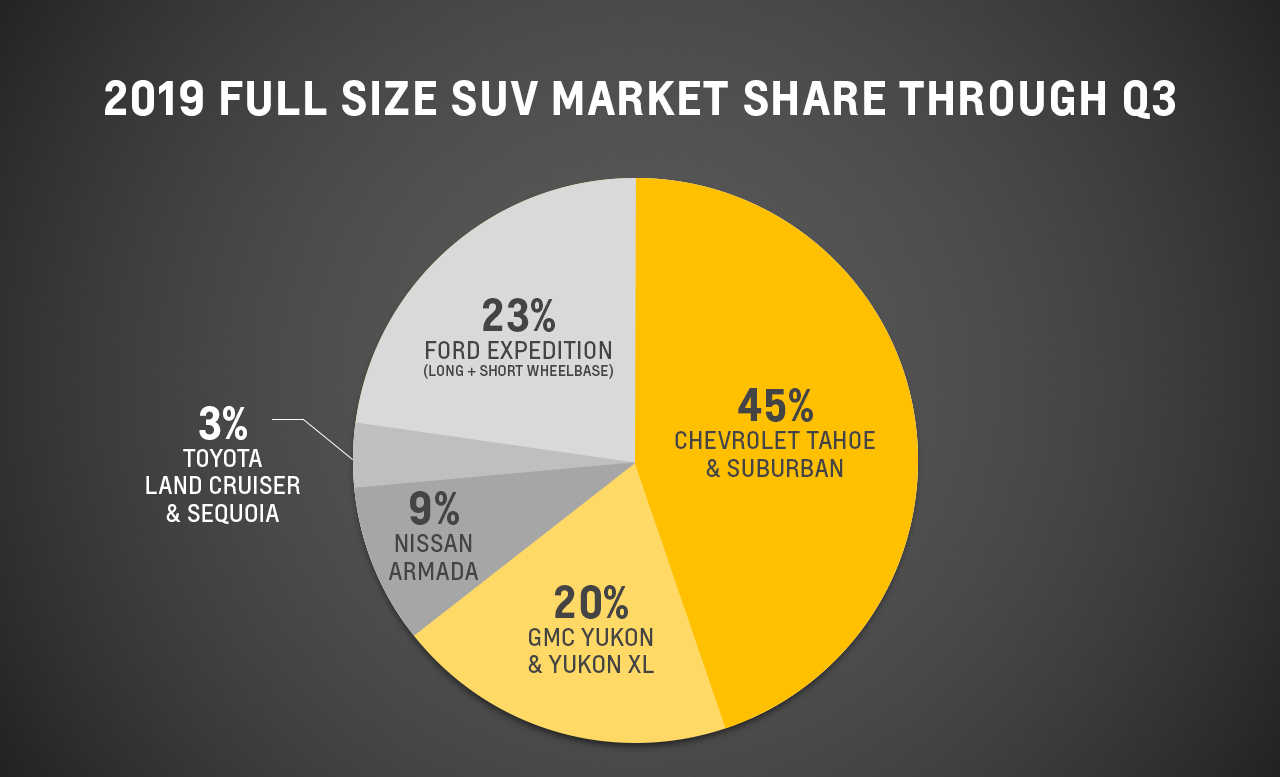 2019 FULL SIZE SUV MARKET SHARE THROUGH Q3
23%
FORD EXPEDITION
(LONG + SHORT WHEELBASE)
45%
CHEVROLET TAHOE
& SUBURBAN
3%
TOYOTA
LAND CRUISER
& SEQUOIA
9%
NISSAN
ARMADA
20%
GMC YUKON
& YUKON XL